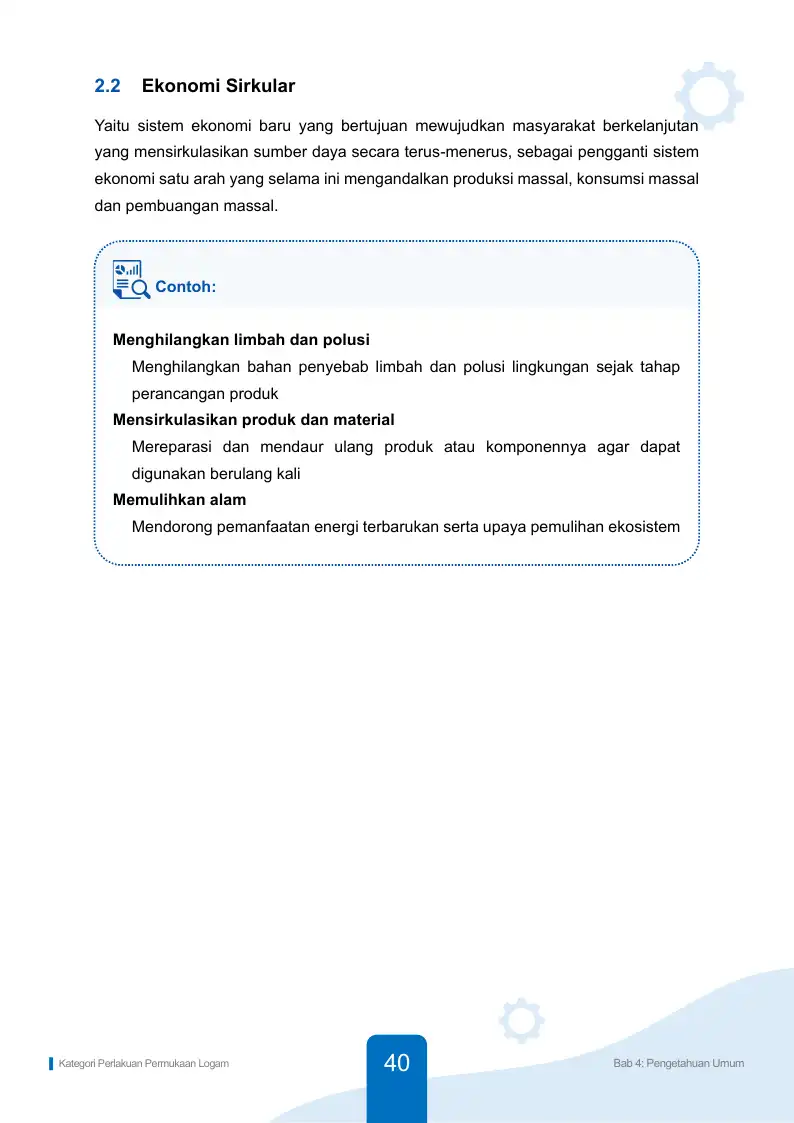 2.2 Ekonomi Sirkular
Yaitu sistem ekonomi baru yang bertujuan mewujudkan masyarakat berkelanjutan
yang mensirkulasikan sumber daya secara terus-menerus, sebagai pengganti sistem
ekonomi satu arah yang selama ini mengandalkan produksi massal, konsumsi massal
dan pembuangan massal.
Contoh:
Menghilangkan limbah dan polusi
Menghilangkan bahan penyebab limbah dan polusi lingkungan sejak tahap
perancangan produk
Mensirkulasikan produk dan material
Mereparasi dan mendaur ulang produk atau komponennya agar dapat
digunakan berulang kali
Memulihkan alam
Mendorong pemanfaatan energi terbarukan serta upaya pemulihan ekosistem
Kategori Perlakuan Permukaan Logam
40
Bab 4: Pengetahuan Umum